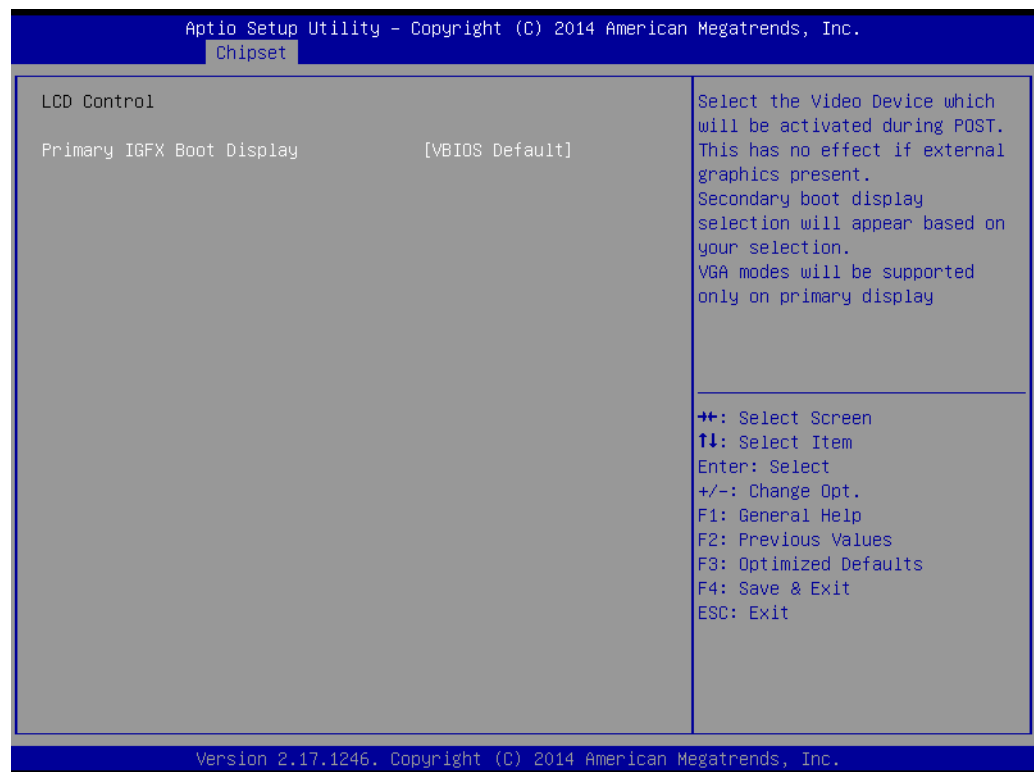 Aptio Setup Utility – Copyright (C) 2014 American Megatrends, Inc.
Chipset
LCD Control
Primary IGFX Boot Display [VBIOS Default]
Select the Video Device which
will be activated during POST.
This has no effect if external
graphics present.
Secondary boot display
selection will appear based on
your selection.
VGA modes will be supported
only on primary display
→←: Select Screen
↑↓: Select Item
Enter: Select
+/-: Change Opt.
F1: General Help
F2: Previous Values
F3: Optimized Defaults
F4: Save & Exit
ESC: Exit
Version 2.17.1246. Copyright (C) 2014 American Megatrends, Inc.